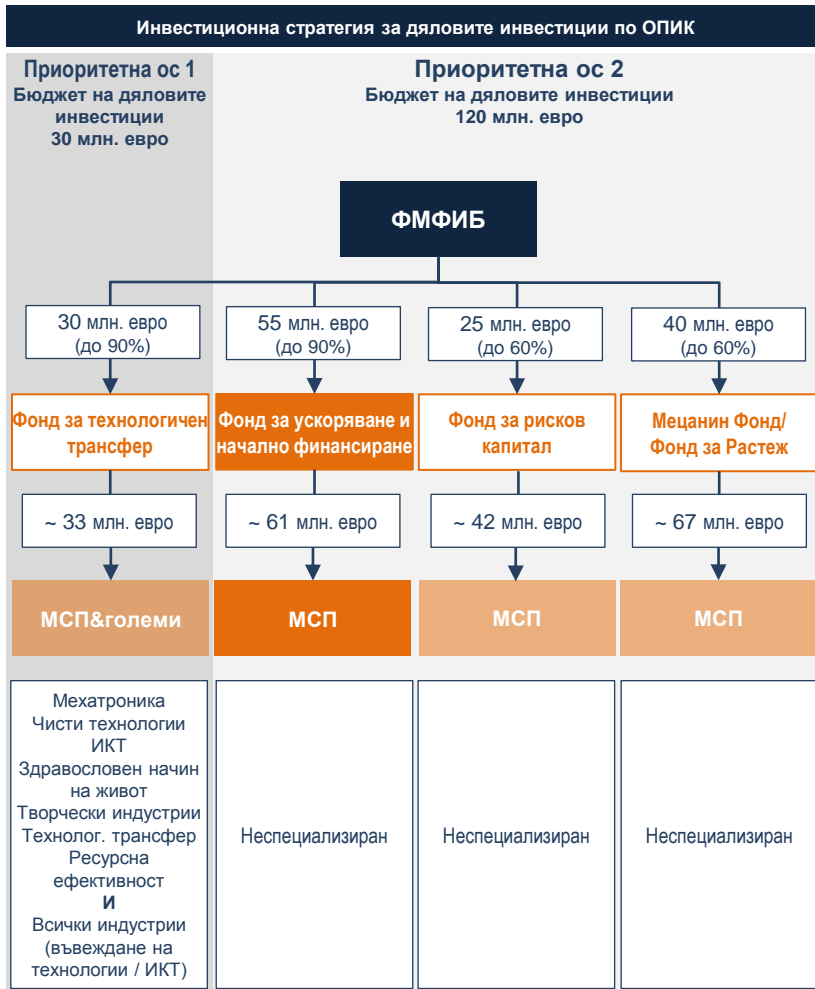 Инвестиционна стратегия за дяловите инвестиции по ОПИК
Приоритетна ос 1
Бюджет на дяловите
инвестиции
30 млн. евро
Приоритетна ос 2
Бюджет на дяловите инвестиции
120 млн. евро
ФМФИБ
30 млн. евро
(до 90%)
55 млн. евро
(до 90%)
25 млн. евро
(до 60%)
40 млн. евро
(до 60%)
Фонд за технологичен
трансфер
Фонд за ускоряване и
начално финансиране
Фонд за рисков
капитал
Мецанин Фонд/
Фонд за Растеж
~ 33 млн. евро
~ 61 млн. евро
~ 42 млн. евро
~ 67 млн. евро
МСП&големи
МСП
МСП
МСП
Мехатроника
Чисти технологии
ИКТ
Здравословен начин
на живот
Творчески индустрии
Технолог. трансфер
Ресурсна
ефективност
И
Всички индустрии
(въвеждане на
технологии / ИКТ)
Неспециализиран
Неспециализиран
Неспециализиран